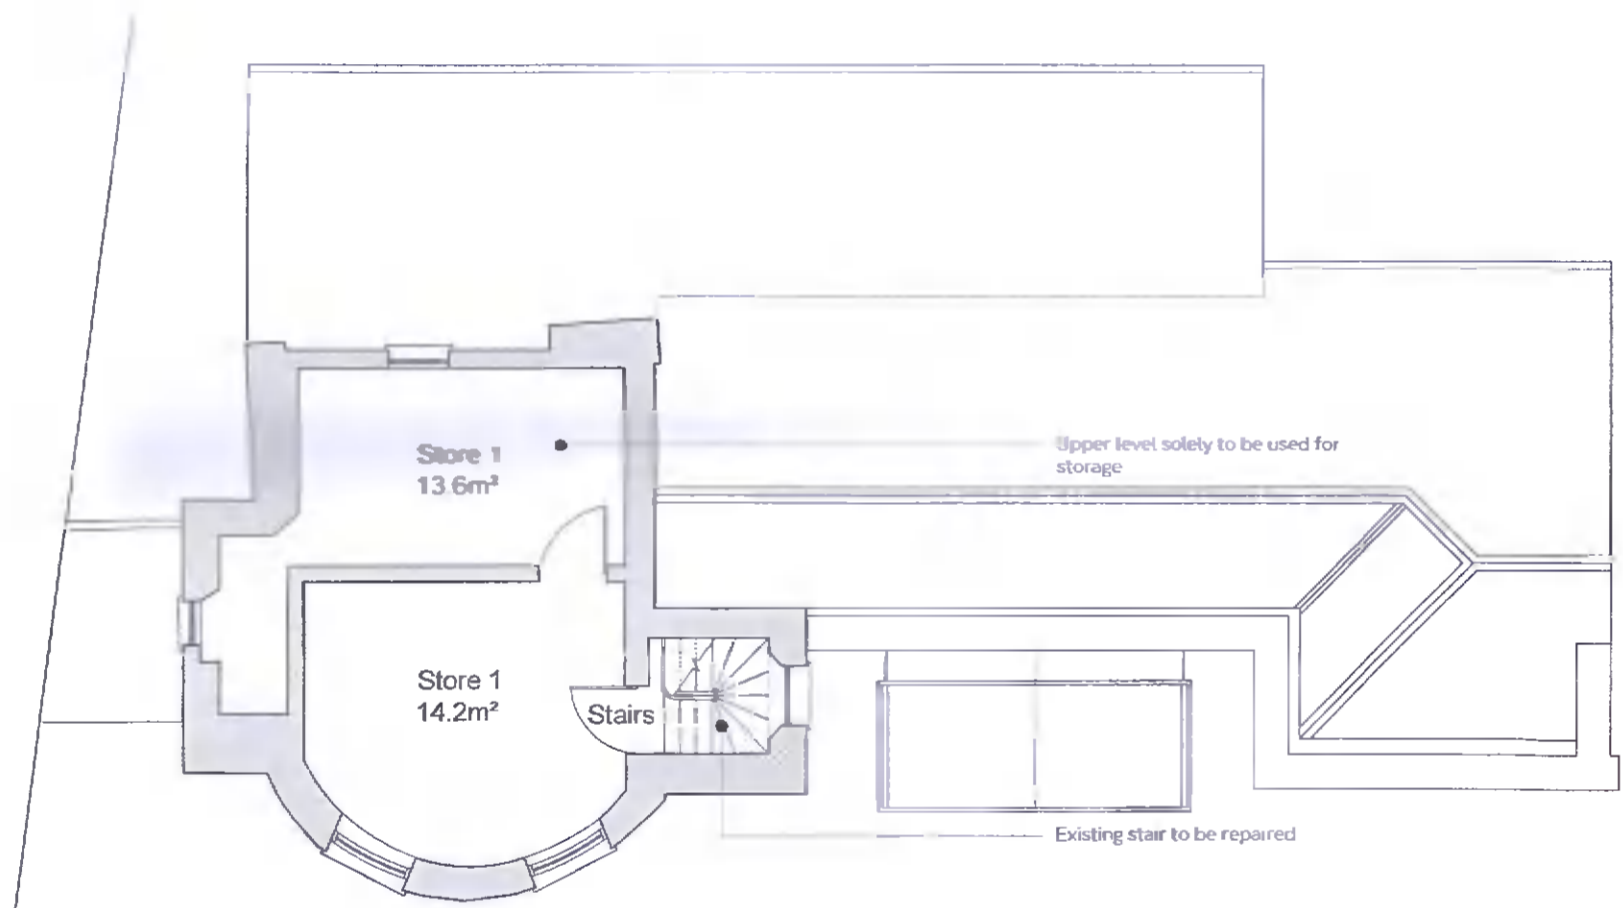 Store 1
13.6m²
Upper level solely to be used for
storage
Store 1
14.2m²
Stairs
Existing stair to be repaired